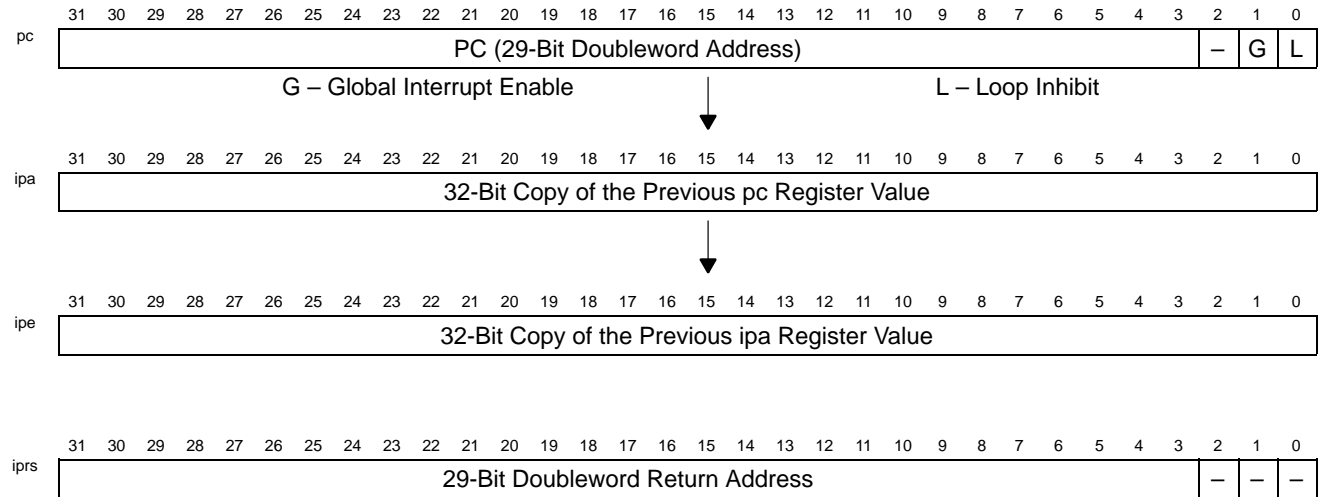 31 30 29 28 27 26 25 24 23 22 21 20 19 18 17 16 15 14 13 12 11 10 9 8 7 6 5 4 3 2 1 0
pc PC (29-Bit Doubleword Address) – G L
G – Global Interrupt Enable L – Loop Inhibit
31 30 29 28 27 26 25 24 23 22 21 20 19 18 17 16 15 14 13 12 11 10 9 8 7 6 5 4 3 2 1 0
ipa 32-Bit Copy of the Previous pc Register Value
31 30 29 28 27 26 25 24 23 22 21 20 19 18 17 16 15 14 13 12 11 10 9 8 7 6 5 4 3 2 1 0
ipe 32-Bit Copy of the Previous ipa Register Value
31 30 29 28 27 26 25 24 23 22 21 20 19 18 17 16 15 14 13 12 11 10 9 8 7 6 5 4 3 2 1 0
iprs 29-Bit Doubleword Return Address – – –